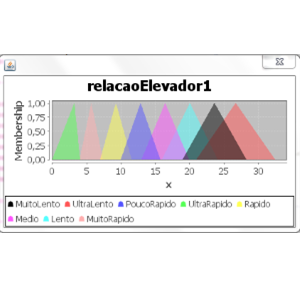 relacaoElevador1
Membership
1,00
0,75
0,50
0,25
0,00
0 5 10 15 20 25 30
x
MuitoLento UltraLento PoucoRapido UltraRapido Rapido
Medio Lento MuitoRapido